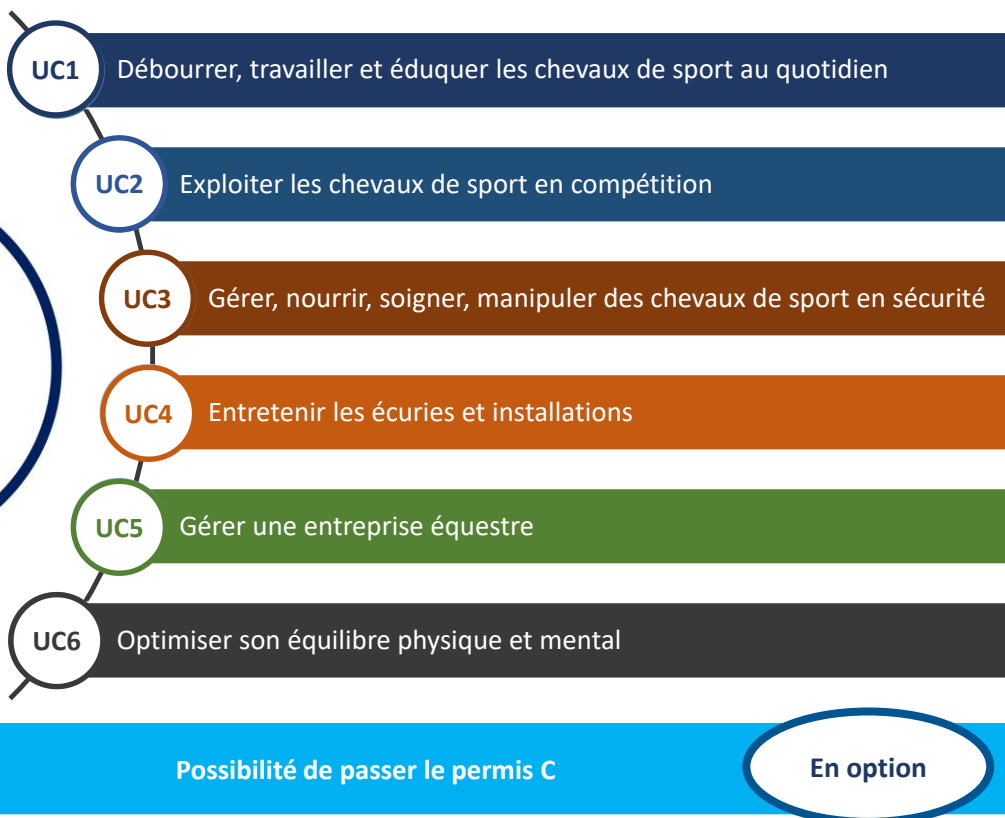 UC1 Débourrer, travailler et éduquer les chevaux de sport au quotidien
UC2 Exploiter les chevaux de sport en compétition
UC3 Gérer, nourrir, soigner, manipuler des chevaux de sport en sécurité
UC4 Entretenir les écuries et installations
UC5 Gérer une entreprise équestre
UC6 Optimiser son équilibre physique et mental
Possibilité de passer le permis C En option